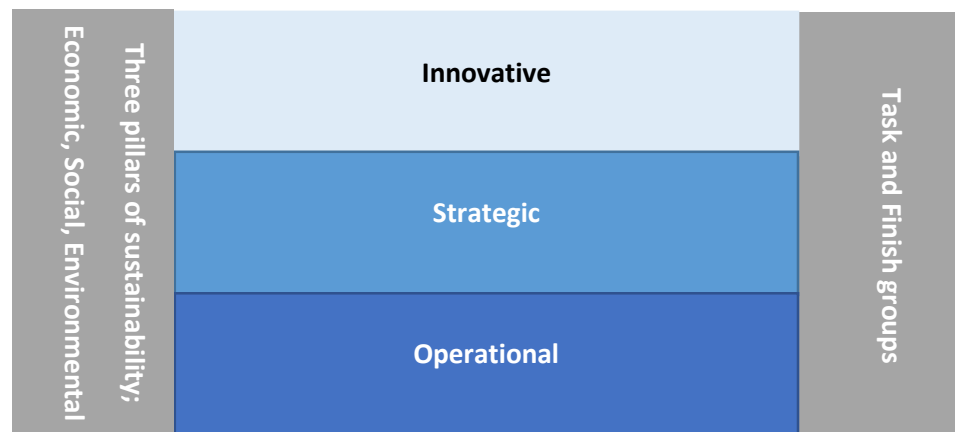 Three pillars of sustainability;
Economic, Social, Environmental
Innovative
Strategic
Operational
Task and Finish groups